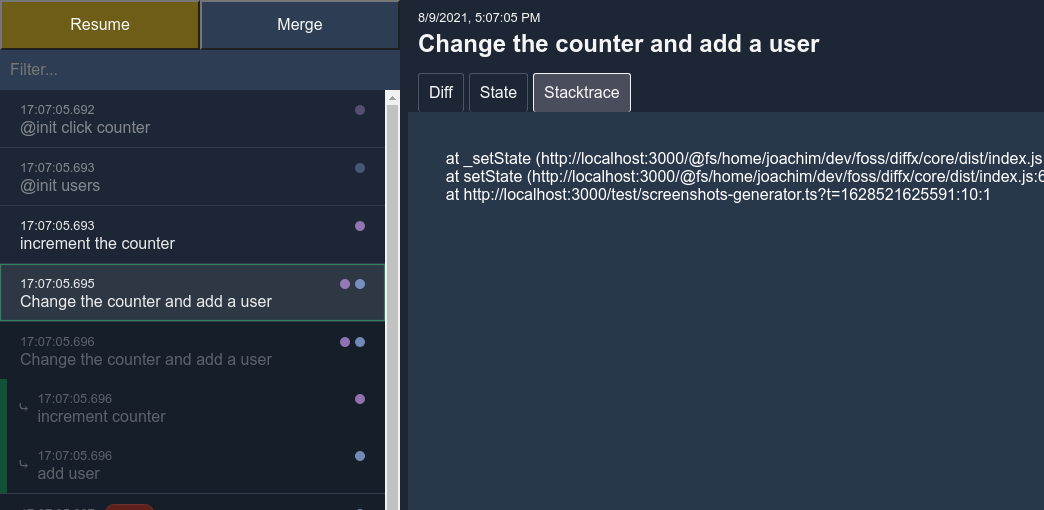 Resume
Merge
Filter...
17:07:05.692
@init click counter
17:07:05.693
@init users
17:07:05.693
increment the counter
17:07:05.695
Change the counter and add a user
17:07:05.696
Change the counter and add a user
17:07:05.696
increment counter
17:07:05.696
add user
8/9/2021, 5:07:05 PM
Change the counter and add a user
Diff
State
Stacktrace
at _setState (http://localhost:3000/@fs/home/joachim/dev/foss/diffx/core/dist/index.js
at setState (http://localhost:3000/@fs/home/joachim/dev/foss/diffx/core/dist/index.js:6
at http://localhost:3000/test/screenshots-generator.ts?t=1628521625591:10:1